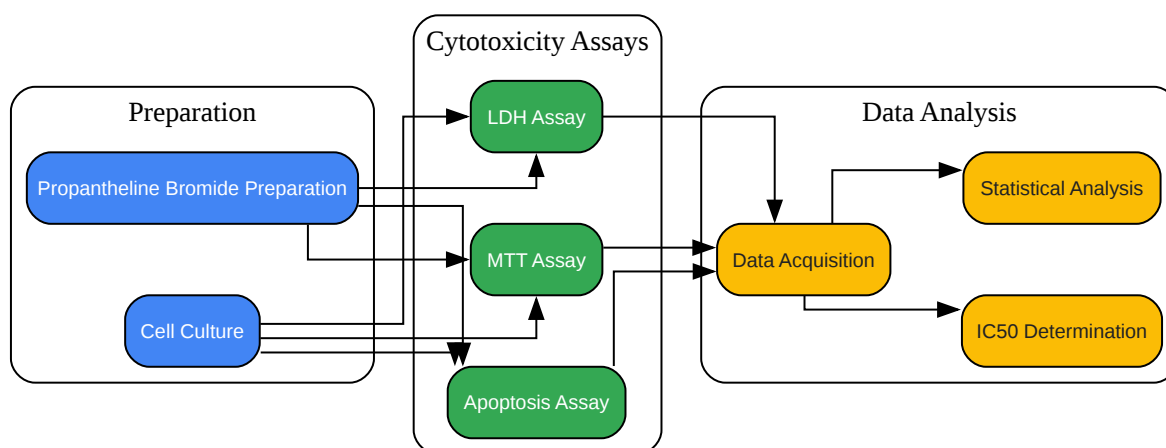 Preparation
Propantheline Bromide Preparation
Cell Culture
Cytotoxicity Assays
LDH Assay
MTT Assay
Apoptosis Assay
Data Analysis
Data Acquisition
Statistical Analysis
IC50 Determination